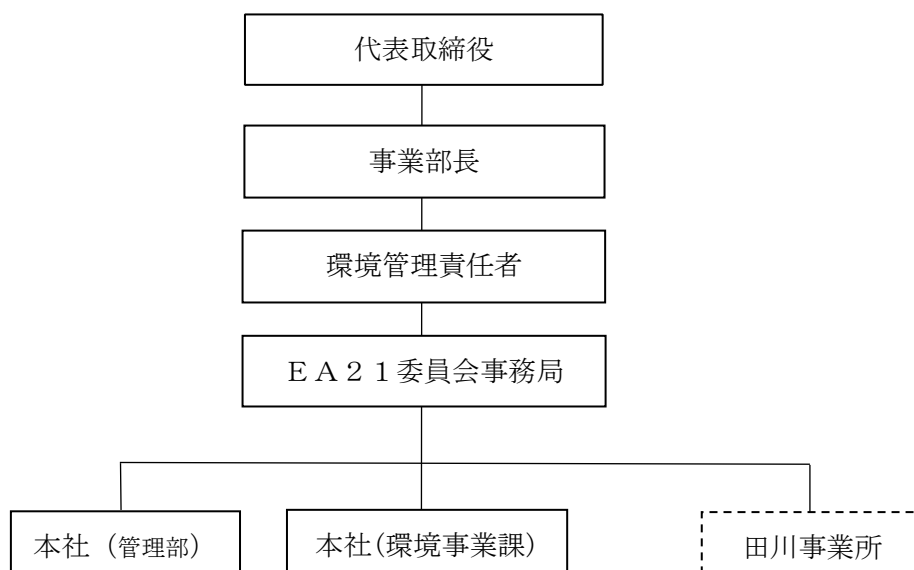 代表取締役
事業部長
環境管理責任者
ＥＡ２１委員会事務局
本社（管理部）
本社(環境事業課)
田川事業所